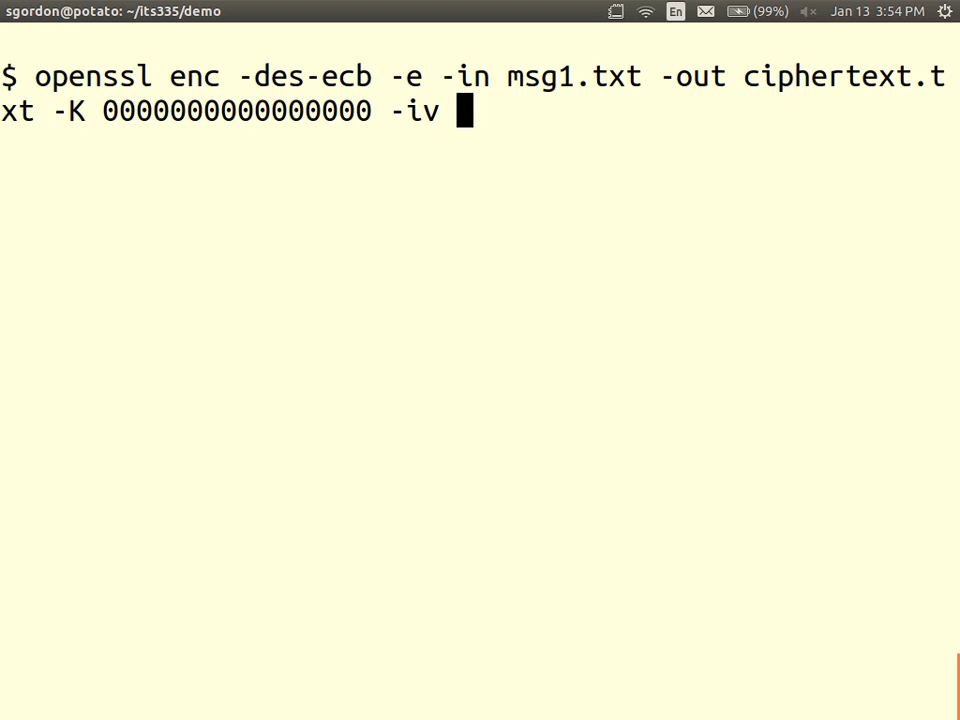 sgordon@potato: ~/its335/demo En (99%) Jan 13 3:54 PM
$ openssl enc -des-ecb -e -in msg1.txt -out ciphertext.t
xt -K 0000000000000000 -iv